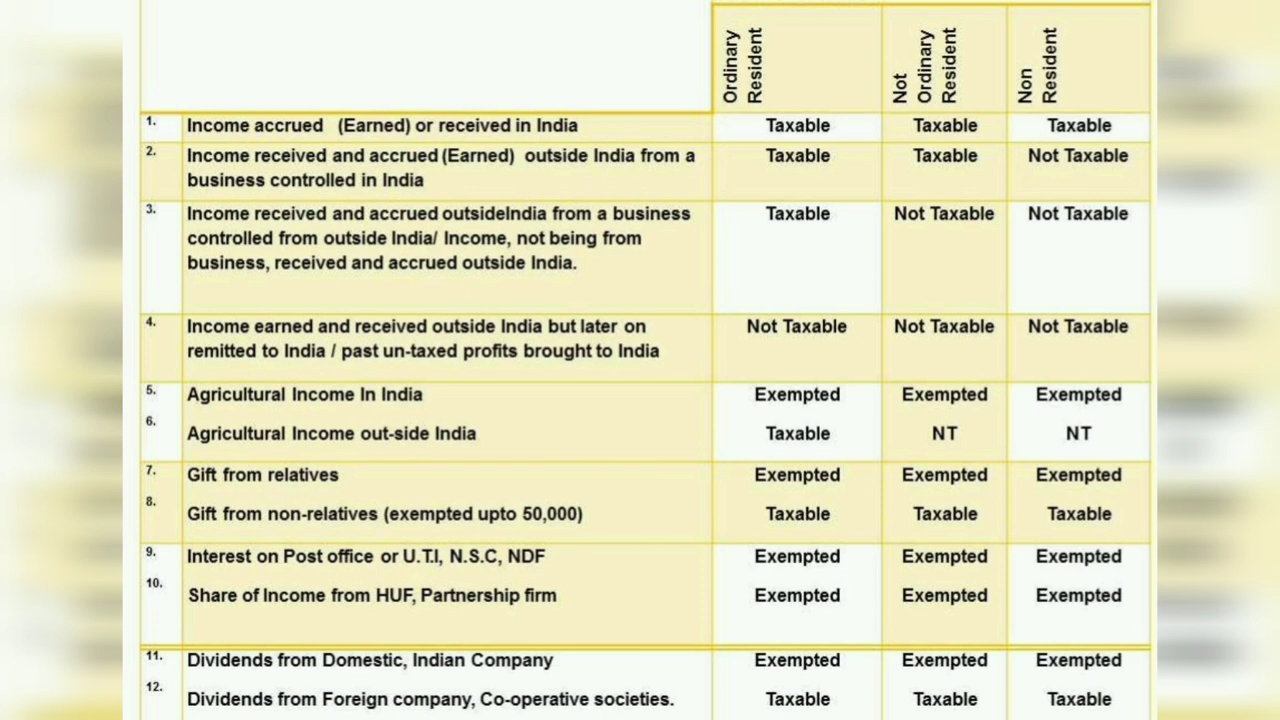 Ordinary Resident
Not Ordinary Resident
Non Resident
1. Income accrued (Earned) or received in India Taxable Taxable Taxable
2. Income received and accrued (Earned) outside India from a Taxable Taxable Not Taxable
business controlled in India
3. Income received and accrued outsideIndia from a business Taxable Not Taxable Not Taxable
controlled from outside India/ Income, not being from
business, received and accrued outside India.
4. Income earned and received outside India but later on Not Taxable Not Taxable Not Taxable
remitted to India / past un-taxed profits brought to India
5. Agricultural Income In India Exempted Exempted Exempted
6. Agricultural Income out-side India Taxable NT NT
7. Gift from relatives Exempted Exempted Exempted
8. Gift from non-relatives (exempted upto 50,000) Taxable Taxable Taxable
9. Interest on Post office or U.T.I, N.S.C, NDF Exempted Exempted Exempted
10. Share of Income from HUF, Partnership firm Exempted Exempted Exempted
11. Dividends from Domestic, Indian Company Exempted Exempted Exempted
12. Dividends from Foreign company, Co-operative societies. Taxable Taxable Taxable